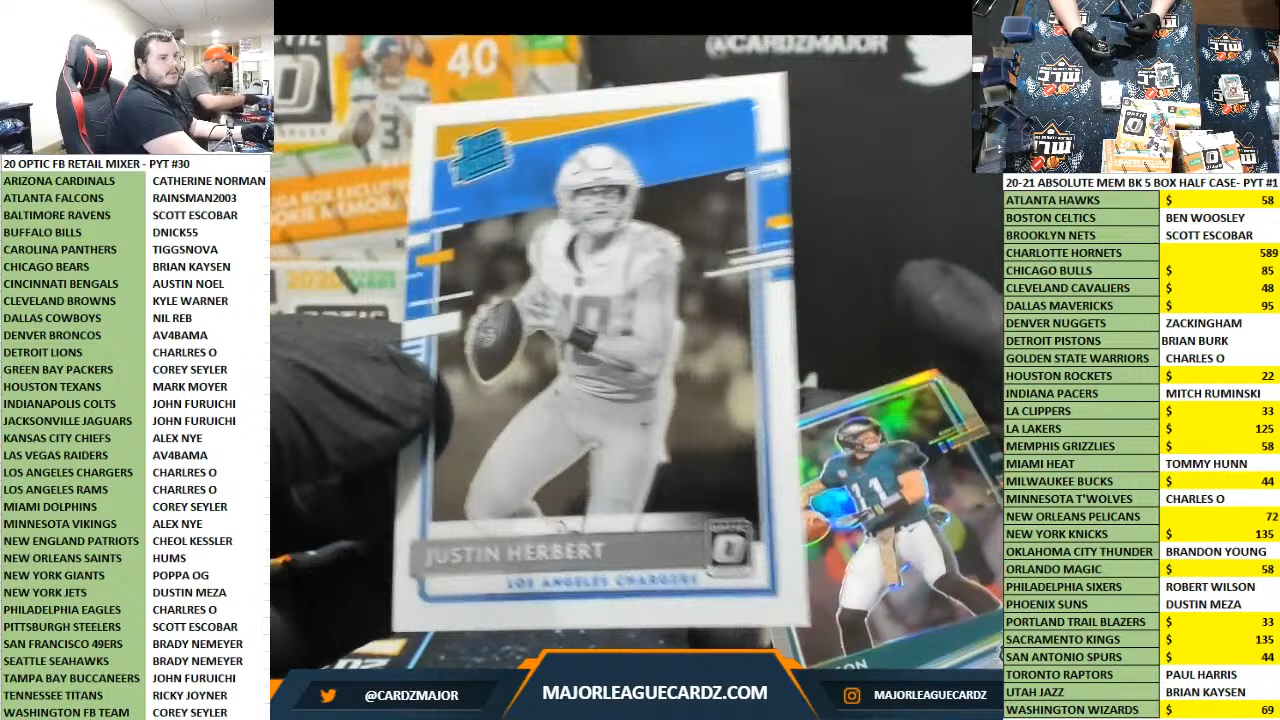 20 OPTIC FB RETAIL MIXER - PYT #30
ARIZONA CARDINALS CATHERINE NORMAN
ATLANTA FALCONS RAINSMAN2003
BALTIMORE RAVENS SCOTT ESCOBAR
BUFFALO BILLS DNICK55
CAROLINA PANTHERS TIGGSNOVA
CHICAGO BEARS BRIAN KAYSEN
CINCINNATI BENGALS AUSTIN NOEL
CLEVELAND BROWNS KYLE WARNER
DALLAS COWBOYS NIL REB
DENVER BRONCOS AV4BAMA
DETROIT LIONS CHARLRES O
GREEN BAY PACKERS COREY SEYLER
HOUSTON TEXANS MARK MOYER
INDIANAPOLIS COLTS JOHN FURUICHI
JACKSONVILLE JAGUARS JOHN FURUICHI
KANSAS CITY CHIEFS ALEX NYE
LAS VEGAS RAIDERS AV4BAMA
LOS ANGELES CHARGERS CHARLRES O
LOS ANGELES RAMS CHARLRES O
MIAMI DOLPHINS COREY SEYLER
MINNESOTA VIKINGS ALEX NYE
NEW ENGLAND PATRIOTS CHEOL KESSLER
NEW ORLEANS SAINTS HUMS
NEW YORK GIANTS POPPA OG
NEW YORK JETS DUSTIN MEZA
PHILADELPHIA EAGLES CHARLRES O
PITTSBURGH STEELERS SCOTT ESCOBAR
SAN FRANCISCO 49ERS BRADY NEMEYER
SEATTLE SEAHAWKS BRADY NEMEYER
TAMPA BAY BUCCANEERS JOHN FURUICHI
TENNESSEE TITANS RICKY JOYNER
WASHINGTON FB TEAM COREY SEYLER
@CARDZMAJOR
40
3
10
JUSTIN HERBERT
LOS ANGELES CHARGERS
11
@CARDZMAJOR
MAJORLEAGUECARDZ.COM
MAJORLEAGUECARDZ
20-21 ABSOLUTE MEM BK 5 BOX HALF CASE- PYT #1
ATLANTA HAWKS $ 58
BOSTON CELTICS BEN WOOSLEY
BROOKLYN NETS SCOTT ESCOBAR
CHARLOTTE HORNETS 589
CHICAGO BULLS $ 85
CLEVELAND CAVALIERS $ 48
DALLAS MAVERICKS $ 95
DENVER NUGGETS ZACKINGHAM
DETROIT PISTONS BRIAN BURK
GOLDEN STATE WARRIORS CHARLES O
HOUSTON ROCKETS $ 22
INDIANA PACERS MITCH RUMINSKI
LA CLIPPERS $ 33
LA LAKERS $ 125
MEMPHIS GRIZZLIES $ 58
MIAMI HEAT TOMMY HUNN
MILWAUKEE BUCKS $ 44
MINNESOTA T'WOLVES CHARLES O
NEW ORLEANS PELICANS 72
NEW YORK KNICKS $ 135
OKLAHOMA CITY THUNDER BRANDON YOUNG
ORLANDO MAGIC $ 58
PHILADELPHIA SIXERS ROBERT WILSON
PHOENIX SUNS DUSTIN MEZA
PORTLAND TRAIL BLAZERS $ 33
SACRAMENTO KINGS $ 135
SAN ANTONIO SPURS $ 44
TORONTO RAPTORS PAUL HARRIS
UTAH JAZZ BRIAN KAYSEN
WASHINGTON WIZARDS $ 69